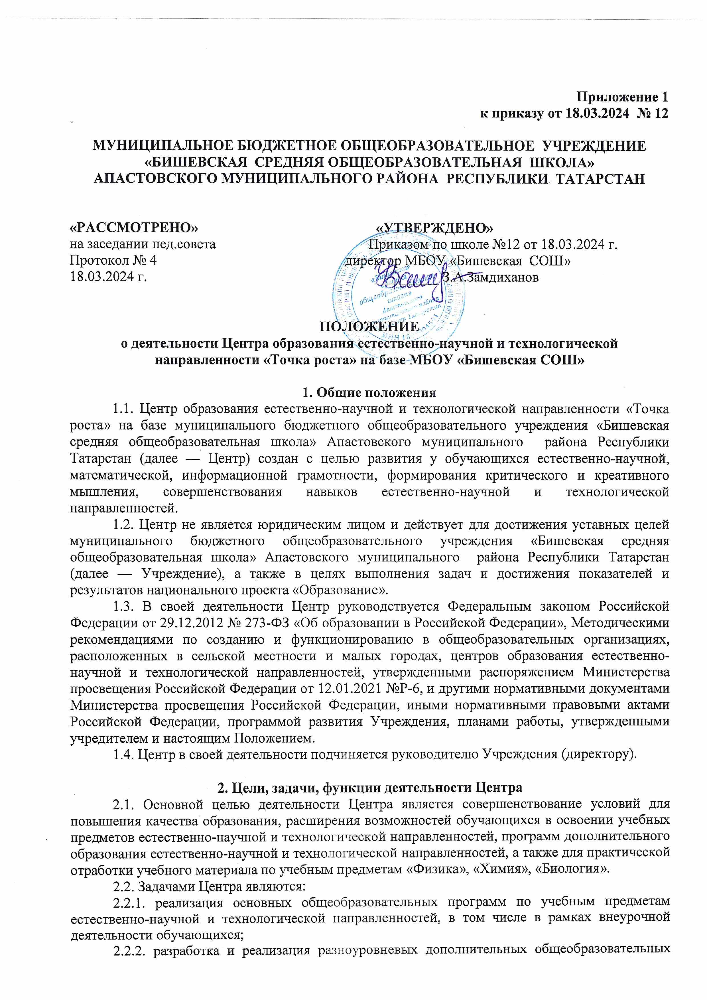 Приложение 1
к приказу от 18.03.2024 № 12
МУНИЦИПАЛЬНОЕ БЮДЖЕТНОЕ ОБЩЕОБРАЗОВАТЕЛЬНОЕ УЧРЕЖДЕНИЕ
«БИШЕВСКАЯ СРЕДНЯЯ ОБЩЕОБРАЗОВАТЕЛЬНАЯ ШКОЛА»
АПАСТОВСКОГО МУНИЦИПАЛЬНОГО РАЙОНА РЕСПУБЛИКИ ТАТАРСТАН
«РАССМОТРЕНО» «УТВЕРЖДЕНО»
на заседании пед.совета Приказом по школе №12 от 18.03.2024 г.
Протокол № 4 директор МБОУ «Бишевская СОШ»
18.03.2024 г. З.А.Замдиханов
«Бишевская
общеобразовательная
школа»
Апастовского
муниципального района
Татарстан
ИНН
ПОЛОЖЕНИЕ
о деятельности Центра образования естественно-научной и технологической
направленности «Точка роста» на базе МБОУ «Бишевская СОШ»
1. Общие положения
1.1. Центр образования естественно-научной и технологической направленности «Точка
роста» на базе муниципального бюджетного общеобразовательного учреждения «Бишевская
средняя общеобразовательная школа» Апастовского муниципального района Республики
Татарстан (далее — Центр) создан с целью развития у обучающихся естественно-научной,
математической, информационной грамотности, формирования критического и креативного
мышления, совершенствования навыков естественно-научной и технологической
направленностей.
1.2. Центр не является юридическим лицом и действует для достижения уставных целей
муниципального бюджетного общеобразовательного учреждения «Бишевская средняя
общеобразовательная школа» Апастовского муниципального района Республики Татарстан
(далее — Учреждение), а также в целях выполнения задач и достижения показателей и
результатов национального проекта «Образование».
1.3. В своей деятельности Центр руководствуется Федеральным законом Российской
Федерации от 29.12.2012 № 273-ФЗ «Об образовании в Российской Федерации», Методическими
рекомендациями по созданию и функционированию в общеобразовательных организациях,
расположенных в сельской местности и малых городах, центров образования естественно-
научной и технологической направленностей, утвержденными распоряжением Министерства
просвещения Российской Федерации от 12.01.2021 №Р-6, и другими нормативными документами
Министерства просвещения Российской Федерации, иными нормативными правовыми актами
Российской Федерации, программой развития Учреждения, планами работы, утвержденными
учредителем и настоящим Положением.
1.4. Центр в своей деятельности подчиняется руководителю Учреждения (директору).
2. Цели, задачи, функции деятельности Центра
2.1. Основной целью деятельности Центра является совершенствование условий для
повышения качества образования, расширения возможностей обучающихся в освоении учебных
предметов естественно-научной и технологической направленностей, программ дополнительного
образования естественно-научной и технологической направленностей, а также для практической
отработки учебного материала по учебным предметам «Физика», «Химия», «Биология».
2.2. Задачами Центра являются:
2.2.1. реализация основных общеобразовательных программ по учебным предметам
естественно-научной и технологической направленностей, в том числе в рамках внеурочной
деятельности обучающихся;
2.2.2. разработка и реализация разноуровневых дополнительных общеобразовательных